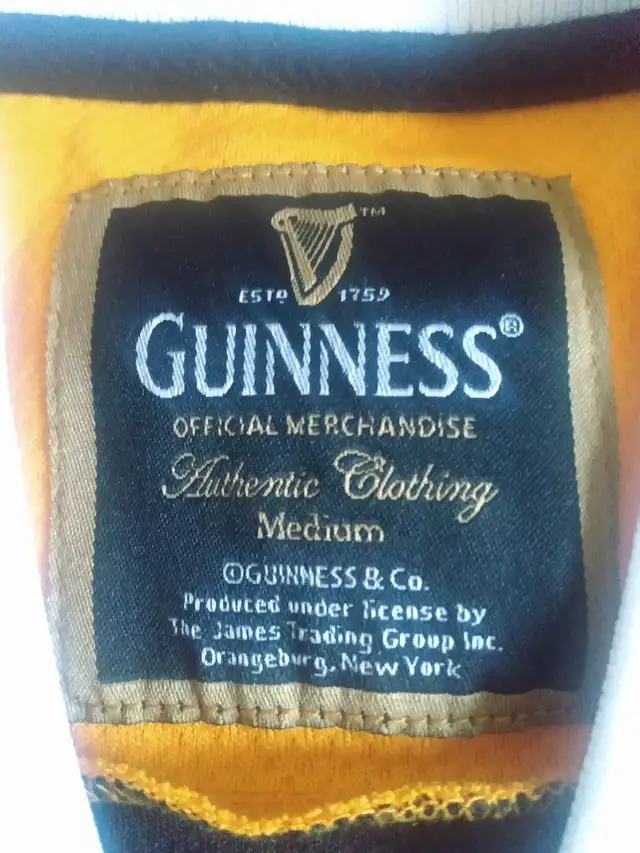 TM
ESTD 1759
GUINNESS®
OFFICIAL MERCHANDISE
Authentic Clothing
Medium
©GUINNESS & Co.
Produced under license by
The James Trading Group Inc.
Orangeburg, New York